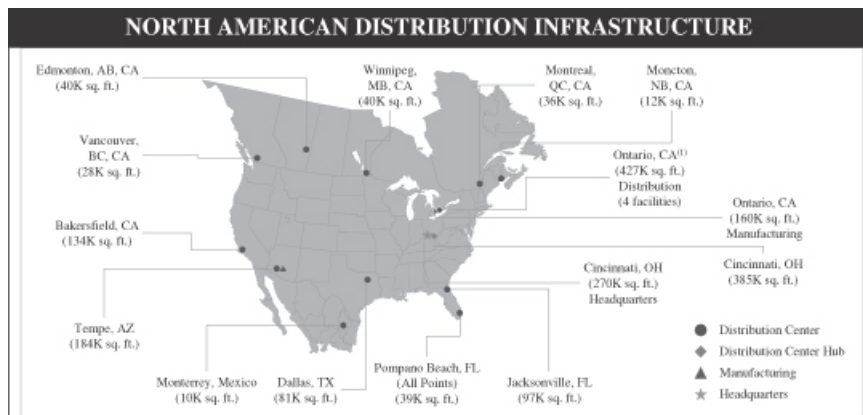 NORTH AMERICAN DISTRIBUTION INFRASTRUCTURE
Edmonton, AB, CA
(40K sq. ft.)
Winnipeg,
MB, CA
(40K sq. ft.)
Montreal,
QC, CA
(36K sq. ft.)
Moncton,
NB, CA
(12K sq. ft.)
Vancouver,
BC, CA
(28K sq. ft.)
Ontario, CA(1)
(427K sq. ft.)
Distribution
(4 facilities)
Ontario, CA
(160K sq. ft.)
Manufacturing
Bakersfield, CA
(134K sq. ft.)
Cincinnati, OH
(270K sq. ft.)
Headquarters
Cincinnati, OH
(385K sq. ft.)
Tempe, AZ
(184K sq. ft.)
Monterrey, Mexico
(10K sq. ft.)
Dallas, TX
(81K sq. ft.)
Pompano Beach, FL
(All Points)
(39K sq. ft.)
Jacksonville, FL
(97K sq. ft.)
Distribution Center
Distribution Center Hub
Manufacturing
Headquarters